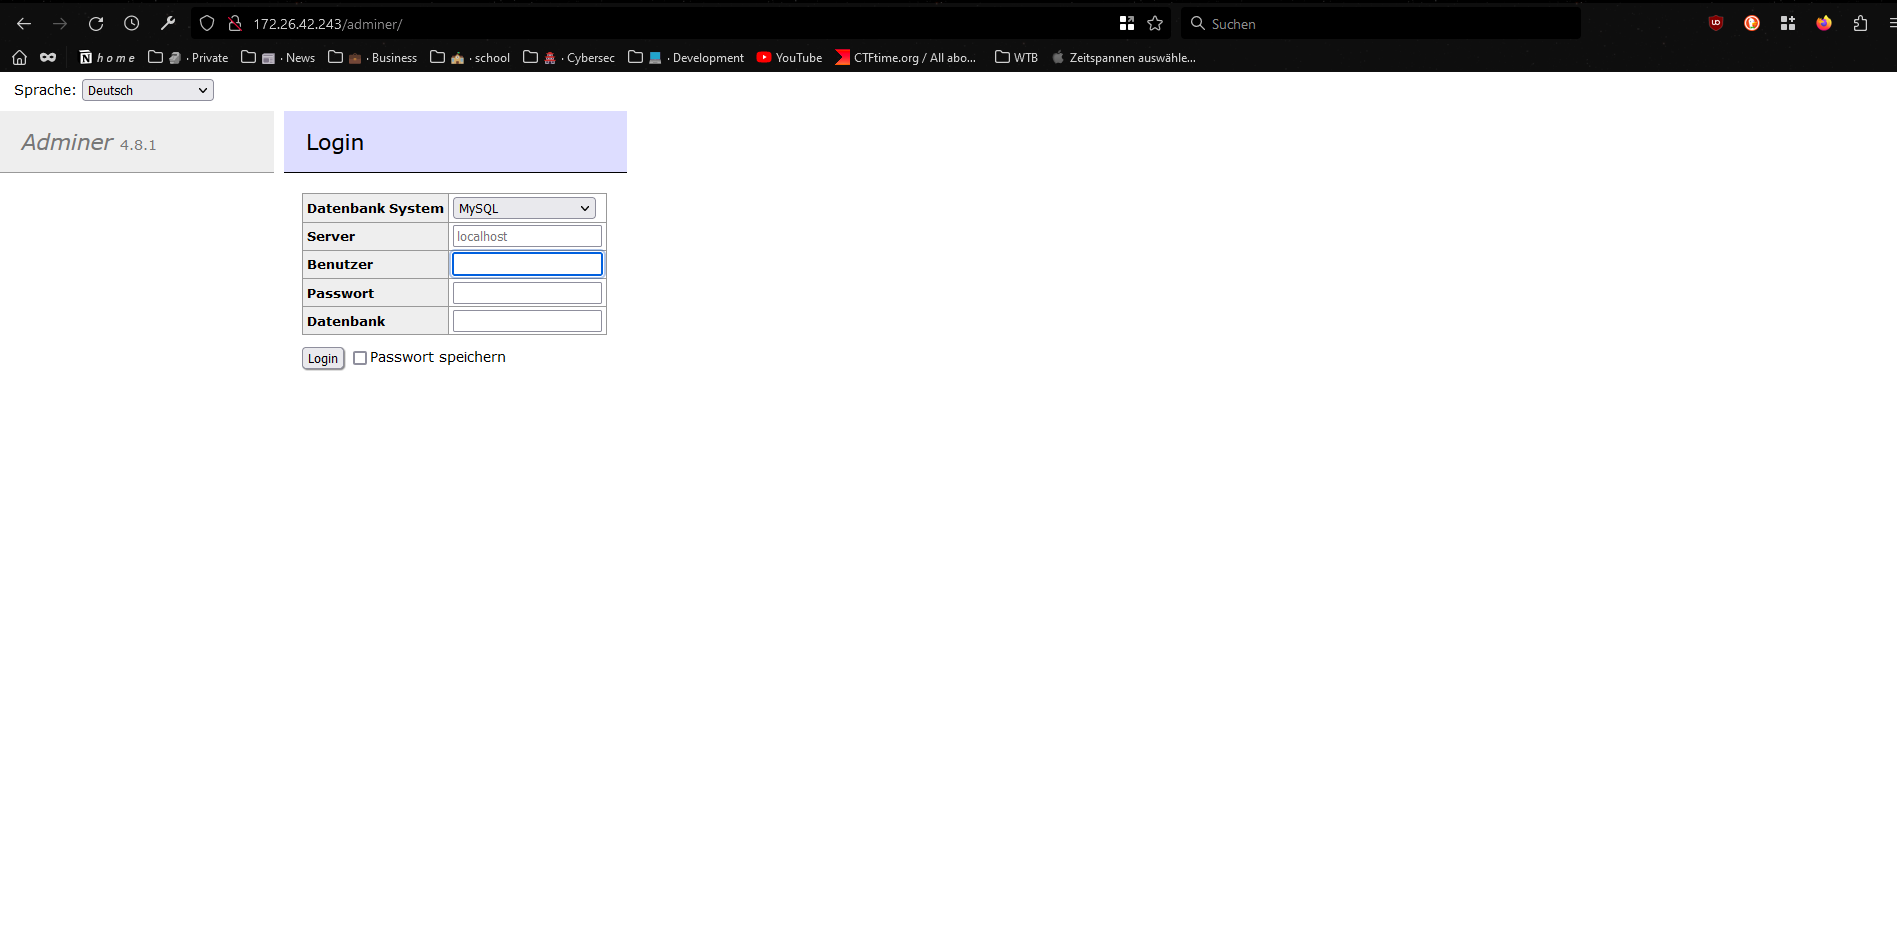 172.26.42.243/adminer/
Suchen
home
· Private
· News
· Business
· school
· Cybersec
· Development
YouTube
CTFtime.org / All abo...
WTB
Zeitspannen auswähle...
Sprache: Deutsch
Adminer 4.8.1
Login
Datenbank System MySQL
Server localhost
Benutzer
Passwort
Datenbank
Login Passwort speichern